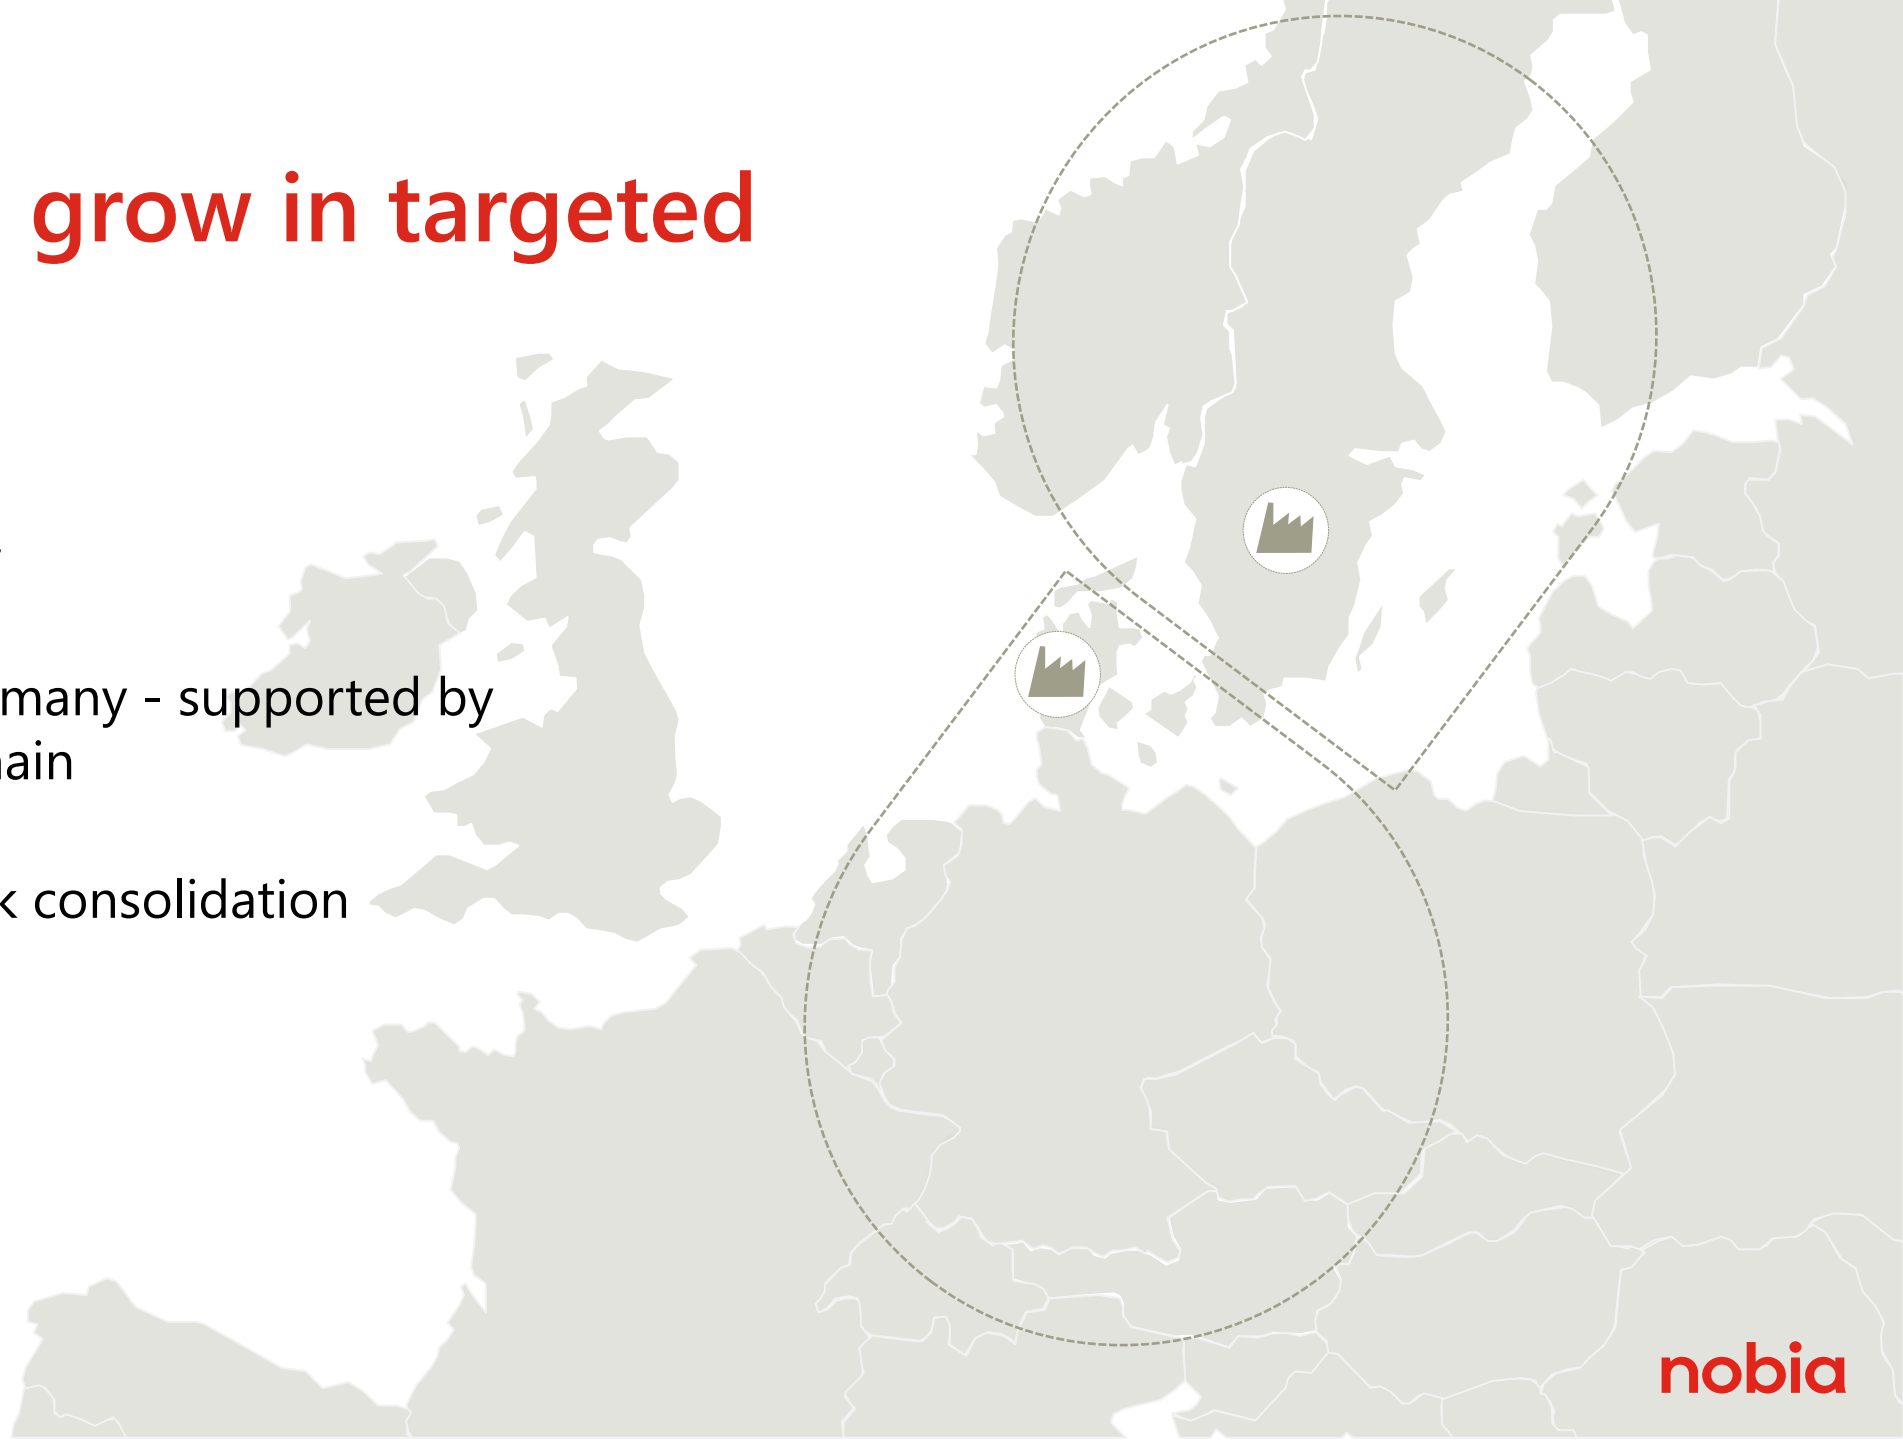 grow in targeted
many - supported by
ain
consolidation
nobia